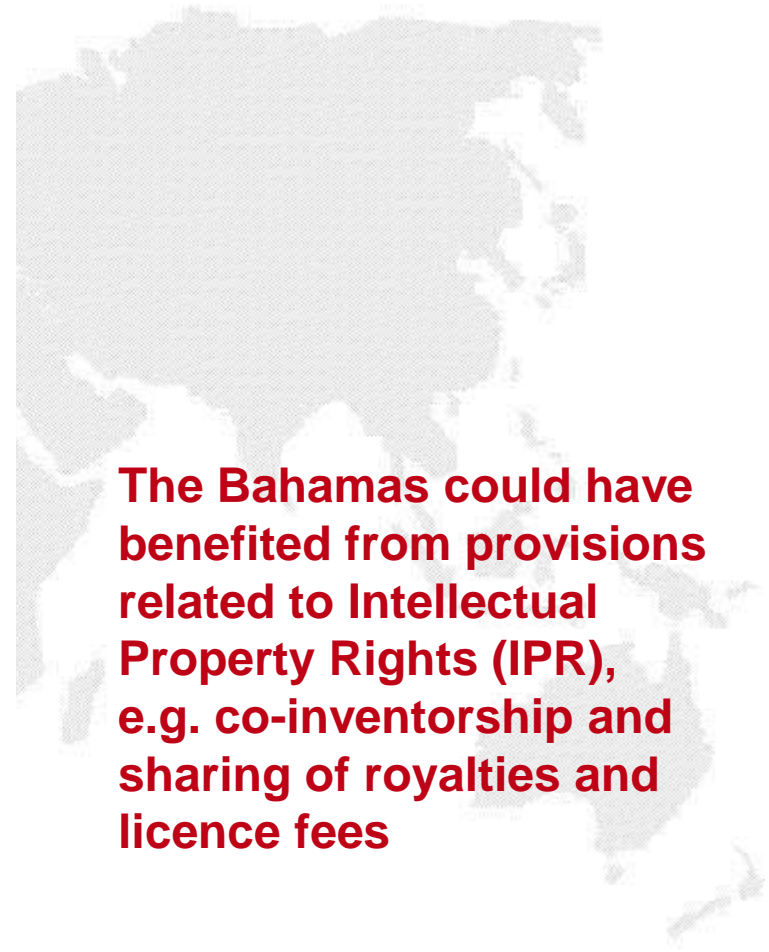 The Bahamas could have
benefited from provisions
related to Intellectual
Property Rights (IPR),
e.g. co-inventorship and
sharing of royalties and
licence fees